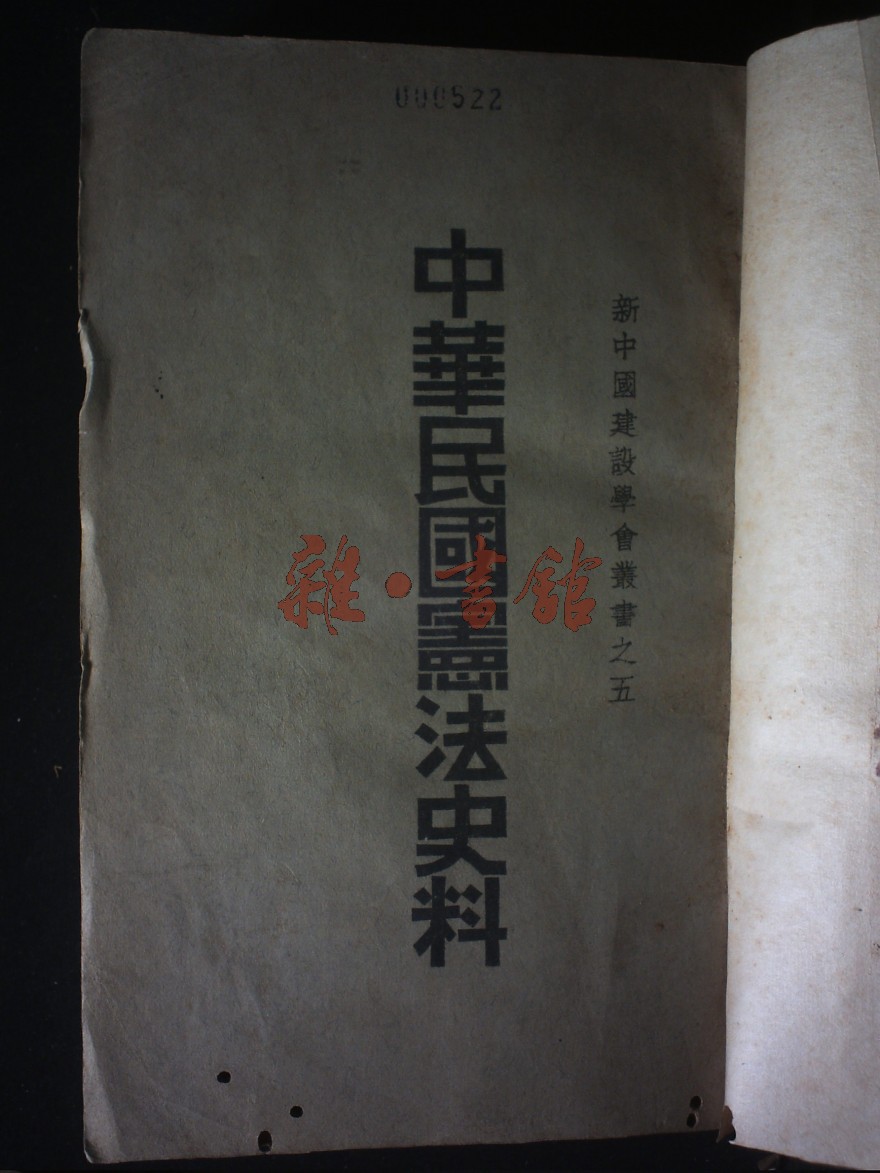 000522
新中國建設學會叢書之五
中華民國憲法史料
雜·書館